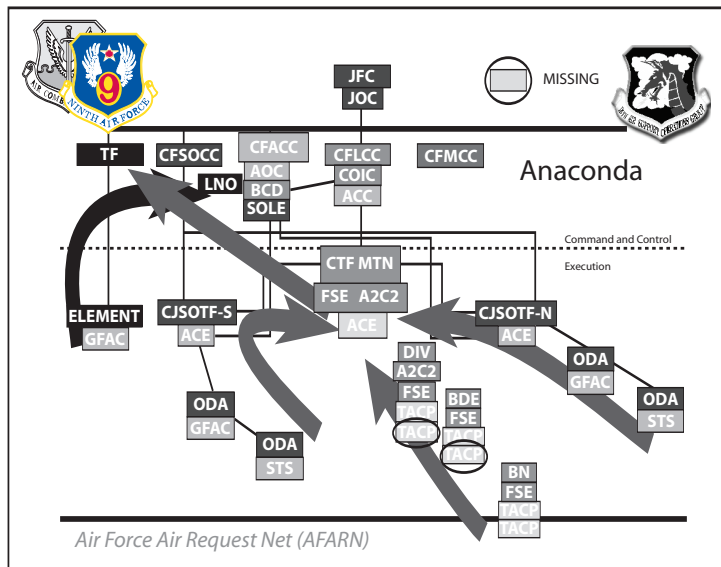 JFC
JOC
MISSING
AIR COMB
9
NINTH AIR FORCE
TF
CFSOCC
CFACC
AOC
BCD
SOLE
LNO
CFLCC
COIC
ACC
CFMCC
Anaconda
Command and Control
Execution
CTF MTN
FSE A2C2
ACE
ELEMENT
GFAC
CJSOTF-S
ACE
CJSOTF-N
ACE
ODA
GFAC
ODA
STS
ODA
GFAC
ODA
STS
DIV
A2C2
FSE
TACP
TACP
BDE
FSE
TACP
TACP
BN
FSE
TACP
TACP
Air Force Air Request Net (AFARN)